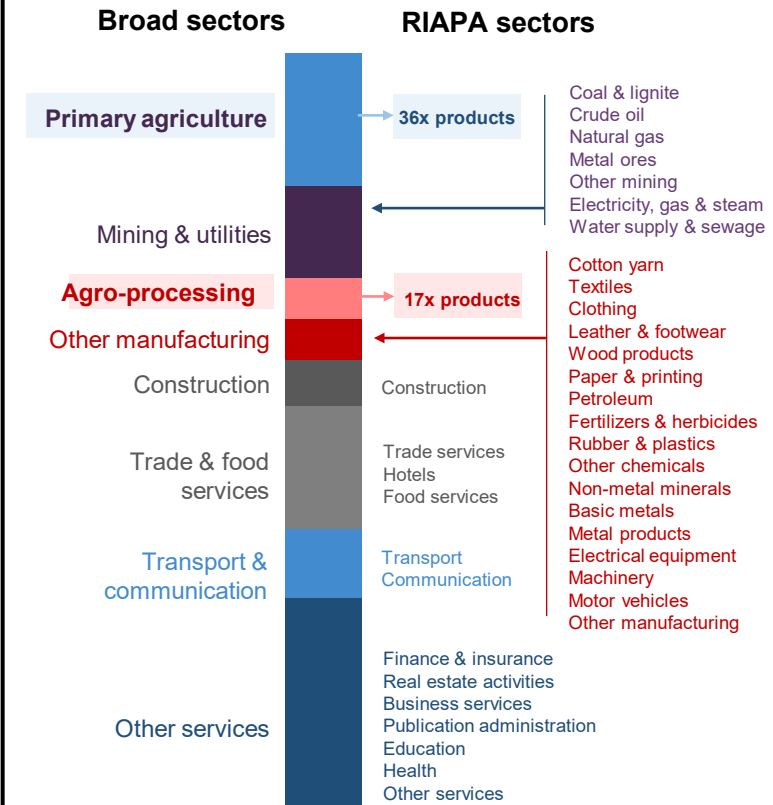 Broad sectors
RIAPA sectors
Primary agriculture
36x products
Coal & lignite
Crude oil
Natural gas
Metal ores
Other mining
Electricity, gas & steam
Water supply & sewage
Mining & utilities
Agro-processing
17x products
Other manufacturing
Cotton yarn
Textiles
Clothing
Leather & footwear
Wood products
Paper & printing
Petroleum
Fertilizers & herbicides
Rubber & plastics
Other chemicals
Non-metal minerals
Basic metals
Metal products
Electrical equipment
Machinery
Motor vehicles
Other manufacturing
Construction
Construction
Trade & food
services
Trade services
Hotels
Food services
Transport &
communication
Transport
Communication
Other services
Finance & insurance
Real estate activities
Business services
Publication administration
Education
Health
Other services